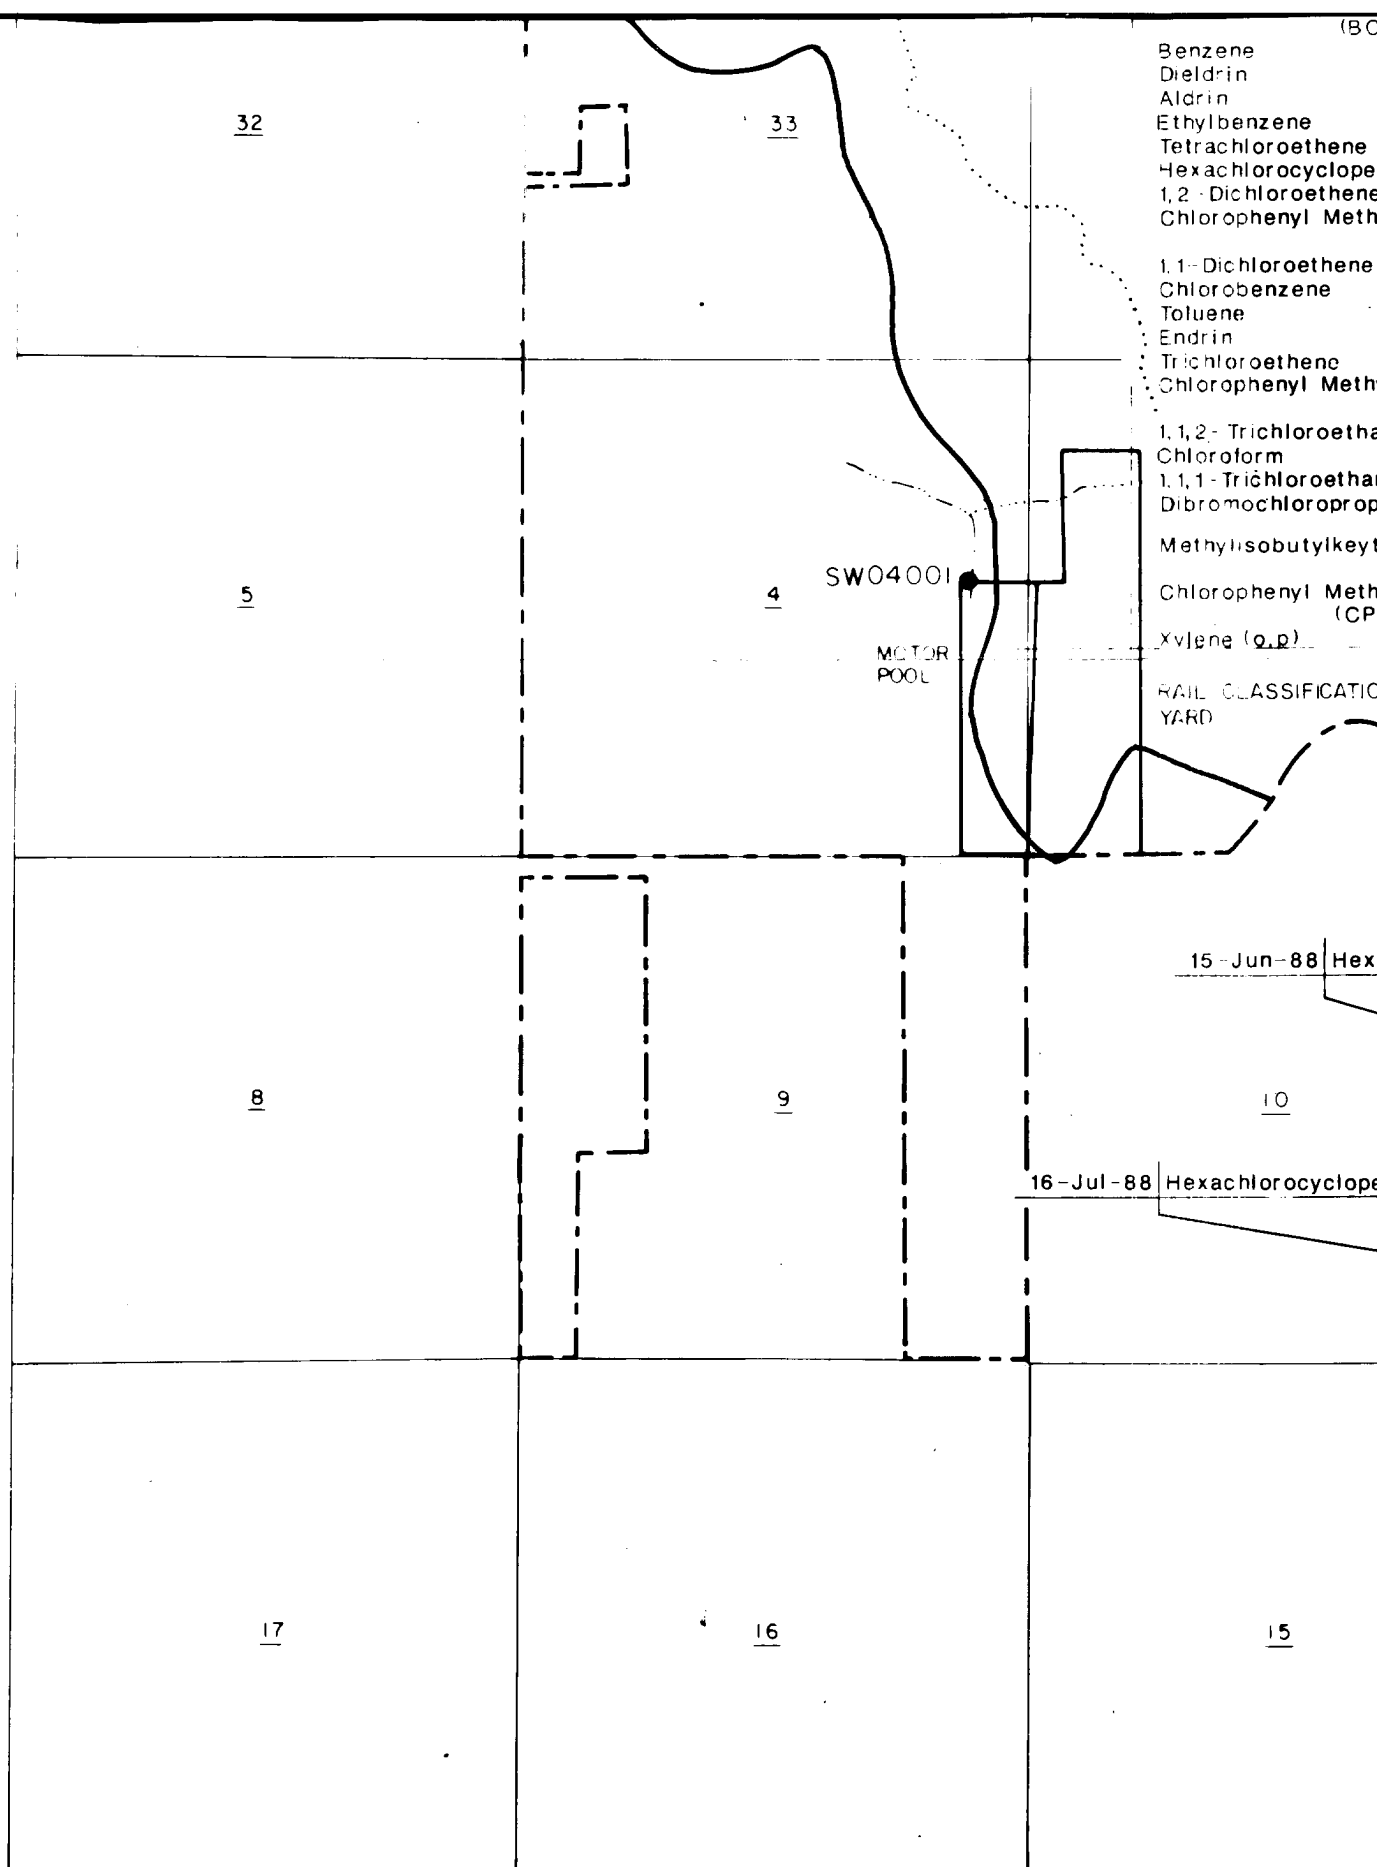 (BC
Benzene
Dieldrin
Aldrin
Ethylbenzene
Tetrachloroethene
Hexachlorocyclope
1,2-Dichloroethene
Chlorophenyl Meth
1,1-Dichloroethene
Chlorobenzene
Toluene
Endrin
Trichloroethene
Chlorophenyl Meth
1,1,2-Trichloroetha
Chloroform
1,1,1-Trichloroetha
Dibromochloroprop
Methylisobutylkeyt
Chlorophenyl Meth
(CP
Xylene (o,p)
32
33
5
4
SW04001
MOTOR
POOL
RAIL CLASSIFICATIO
YARD
15-Jun-88 Hex
8
9
10
16-Jul-88 Hexachlorocyclope
17
16
15